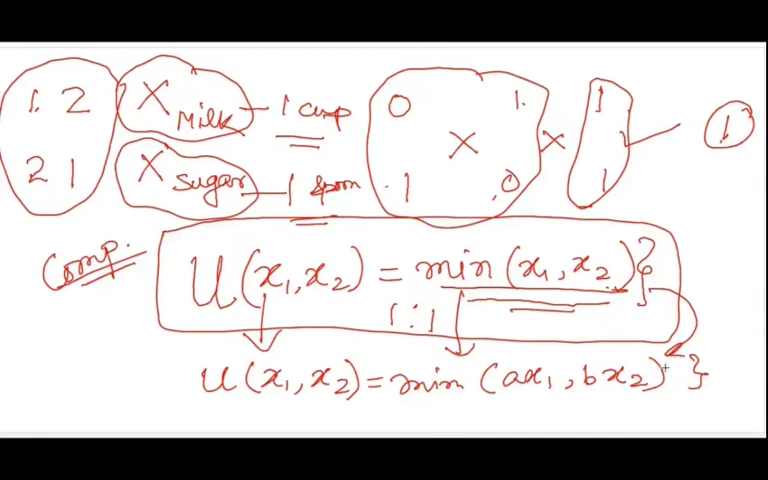 1. 2 X Milk - 1 cup 0 1. 1 1
X X
2 1 X sugar - 1 spoon .1 .0 1
Comp. U(x1,x2) = min(x1,x2)}
1:1
U(x1,x2) = min (ax1, bx2)}